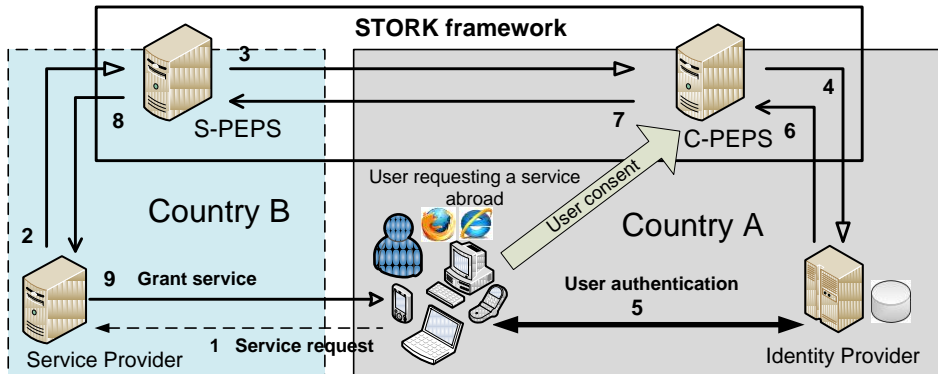 STORK framework
3
4
8
S-PEPS
7
C-PEPS
6
User requesting a service
abroad
User consent
Country B
Country A
2
9 Grant service
User authentication
5
1 Service request
Service Provider
Identity Provider